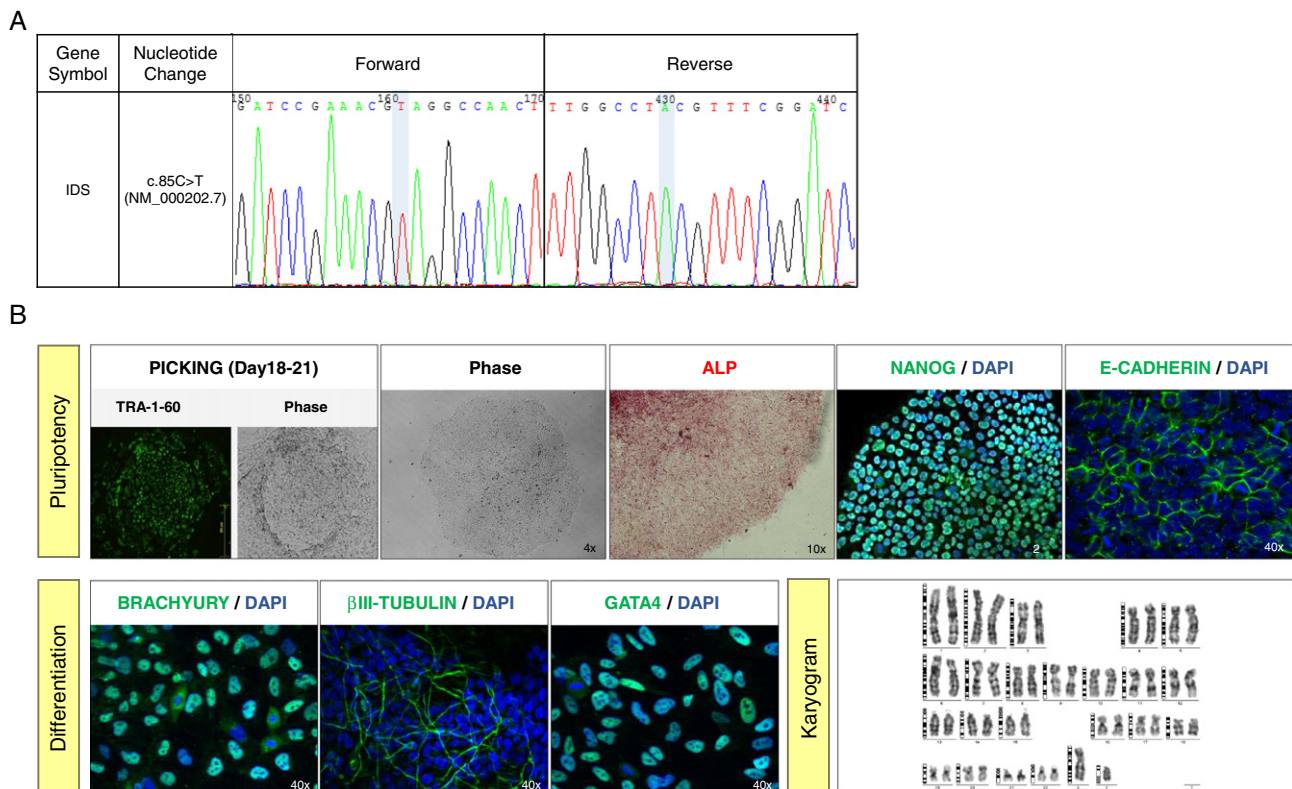 A
Gene Symbol
Nucleotide Change
Forward
Reverse
IDS
c.85C>T
(NM_000202.7)
150 160 170
G A T C C G A A A C G T A G G C C A A C T
430 440
T T G G C C T A C G T T T C G G A T C
B
Pluripotency
PICKING (Day18-21)
TRA-1-60
Phase
Phase
4x
ALP
10x
NANOG / DAPI
2
E-CADHERIN / DAPI
40x
Differentiation
BRACHYURY / DAPI
40x
βIII-TUBULIN / DAPI
40x
GATA4 / DAPI
40x
Karyogram